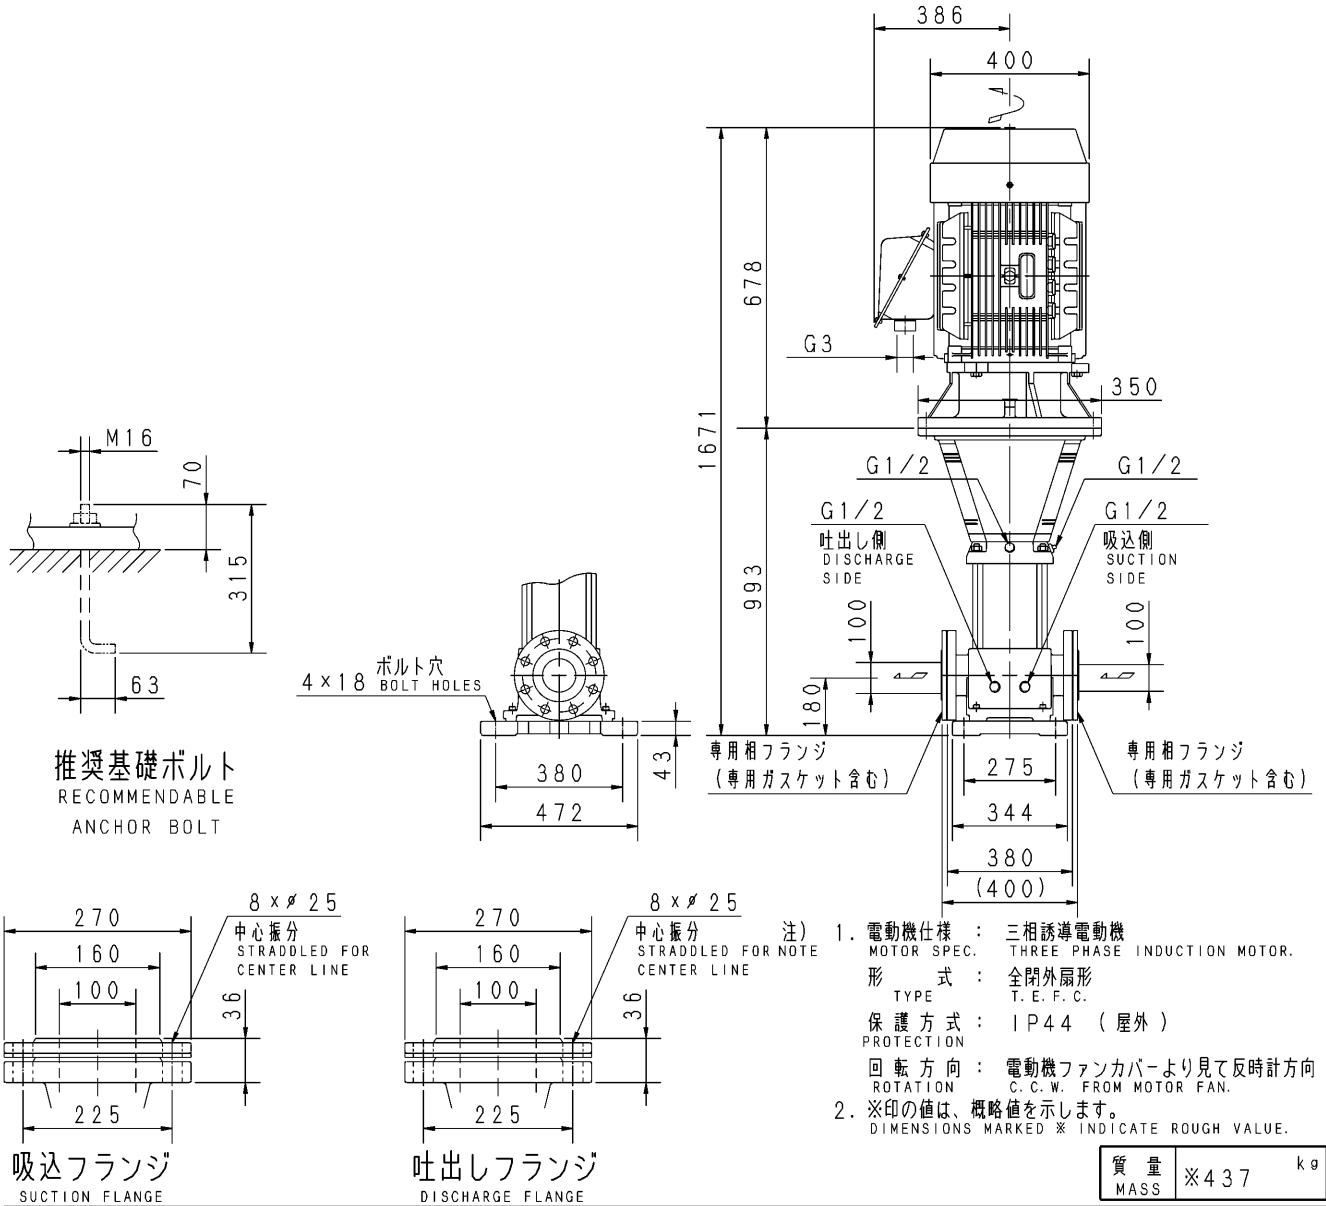 386
400
1671
678
G3
350
993
G1/2
G1/2
G1/2
吐出し側
DISCHARGE
SIDE
G1/2
吸込側
SUCTION
SIDE
100
100
180
専用相フランジ
(専用ガスケット含む)
専用相フランジ
(専用ガスケット含む)
275
344
380
(400)
M16
70
315
63
推奨基礎ボルト
RECOMMENDABLE
ANCHOR BOLT
ボルト穴
4×18 BOLT HOLES
43
380
472
270
8×ø25
中心振分
STRADDLED FOR
CENTER LINE
160
100
36
225
吸込フランジ
SUCTION FLANGE
270
8×ø25
中心振分
STRADDLED FOR
CENTER LINE
160
100
36
225
吐出しフランジ
DISCHARGE FLANGE
注) 1. 電動機仕様 : 三相誘導電動機
NOTE MOTOR SPEC. THREE PHASE INDUCTION MOTOR.
形 式 : 全閉外扇形
TYPE T.E.F.C.
保護方式 : IP44 (屋外)
PROTECTION
回転方向 : 電動機ファンカバーより見て反時計方向
ROTATION C.C.W. FROM MOTOR FAN.
2. ※印の値は、概略値を示します。
DIMENSIONS MARKED ※ INDICATE ROUGH VALUE.
質量 ※437 kg
MASS